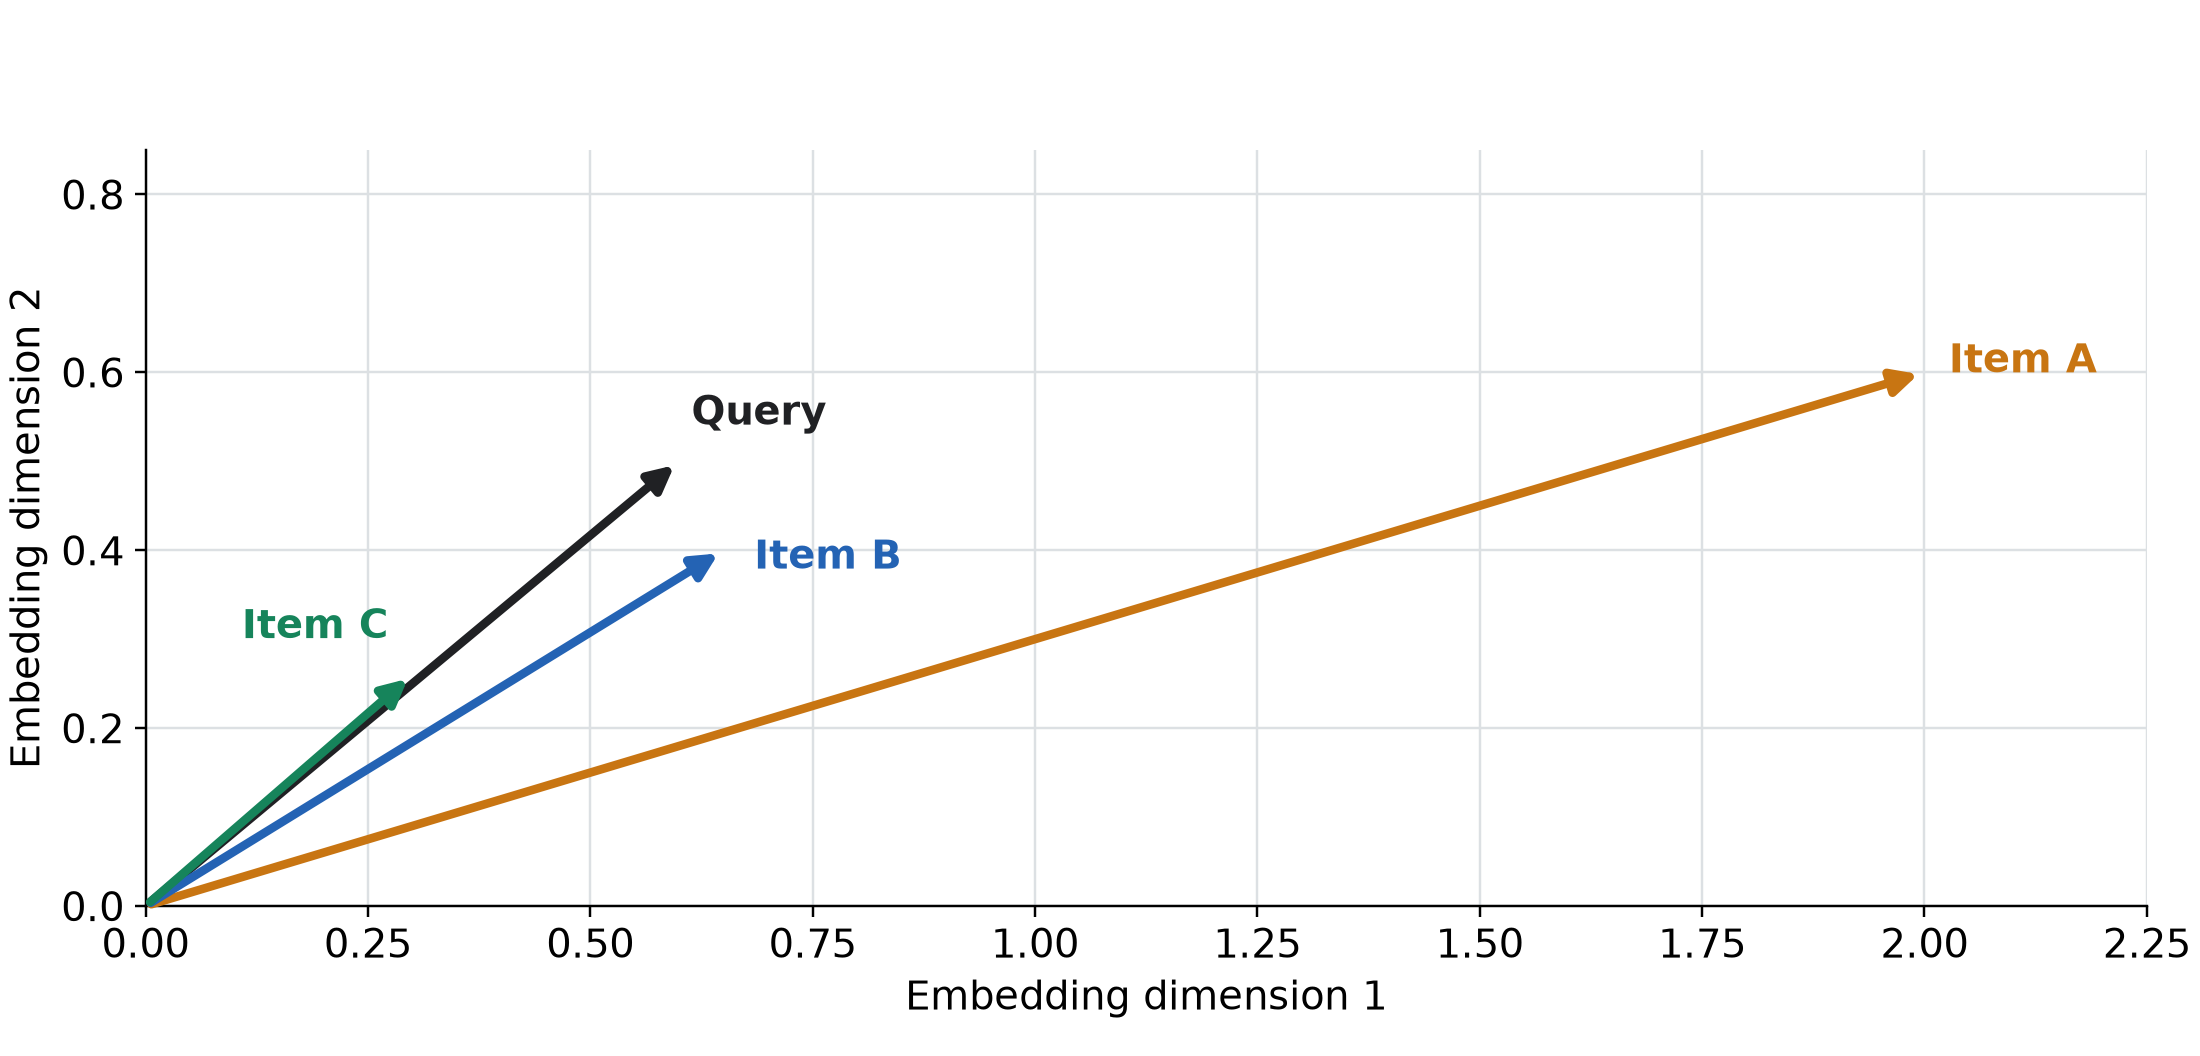 Embedding dimension 2
0.8
0.6
0.4
0.2
0.0
Query
Item A
Item B
Item C
0.00 0.25 0.50 0.75 1.00 1.25 1.50 1.75 2.00 2.25
Embedding dimension 1